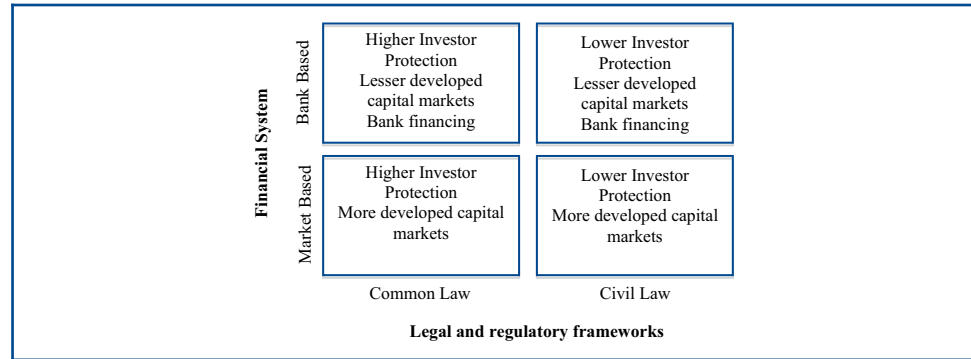 Financial System
Bank Based
Higher Investor
Protection
Lesser developed
capital markets
Bank financing
Lower Investor
Protection
Lesser developed
capital markets
Bank financing
Market Based
Higher Investor
Protection
More developed capital
markets
Lower Investor
Protection
More developed capital
markets
Common Law
Civil Law
Legal and regulatory frameworks